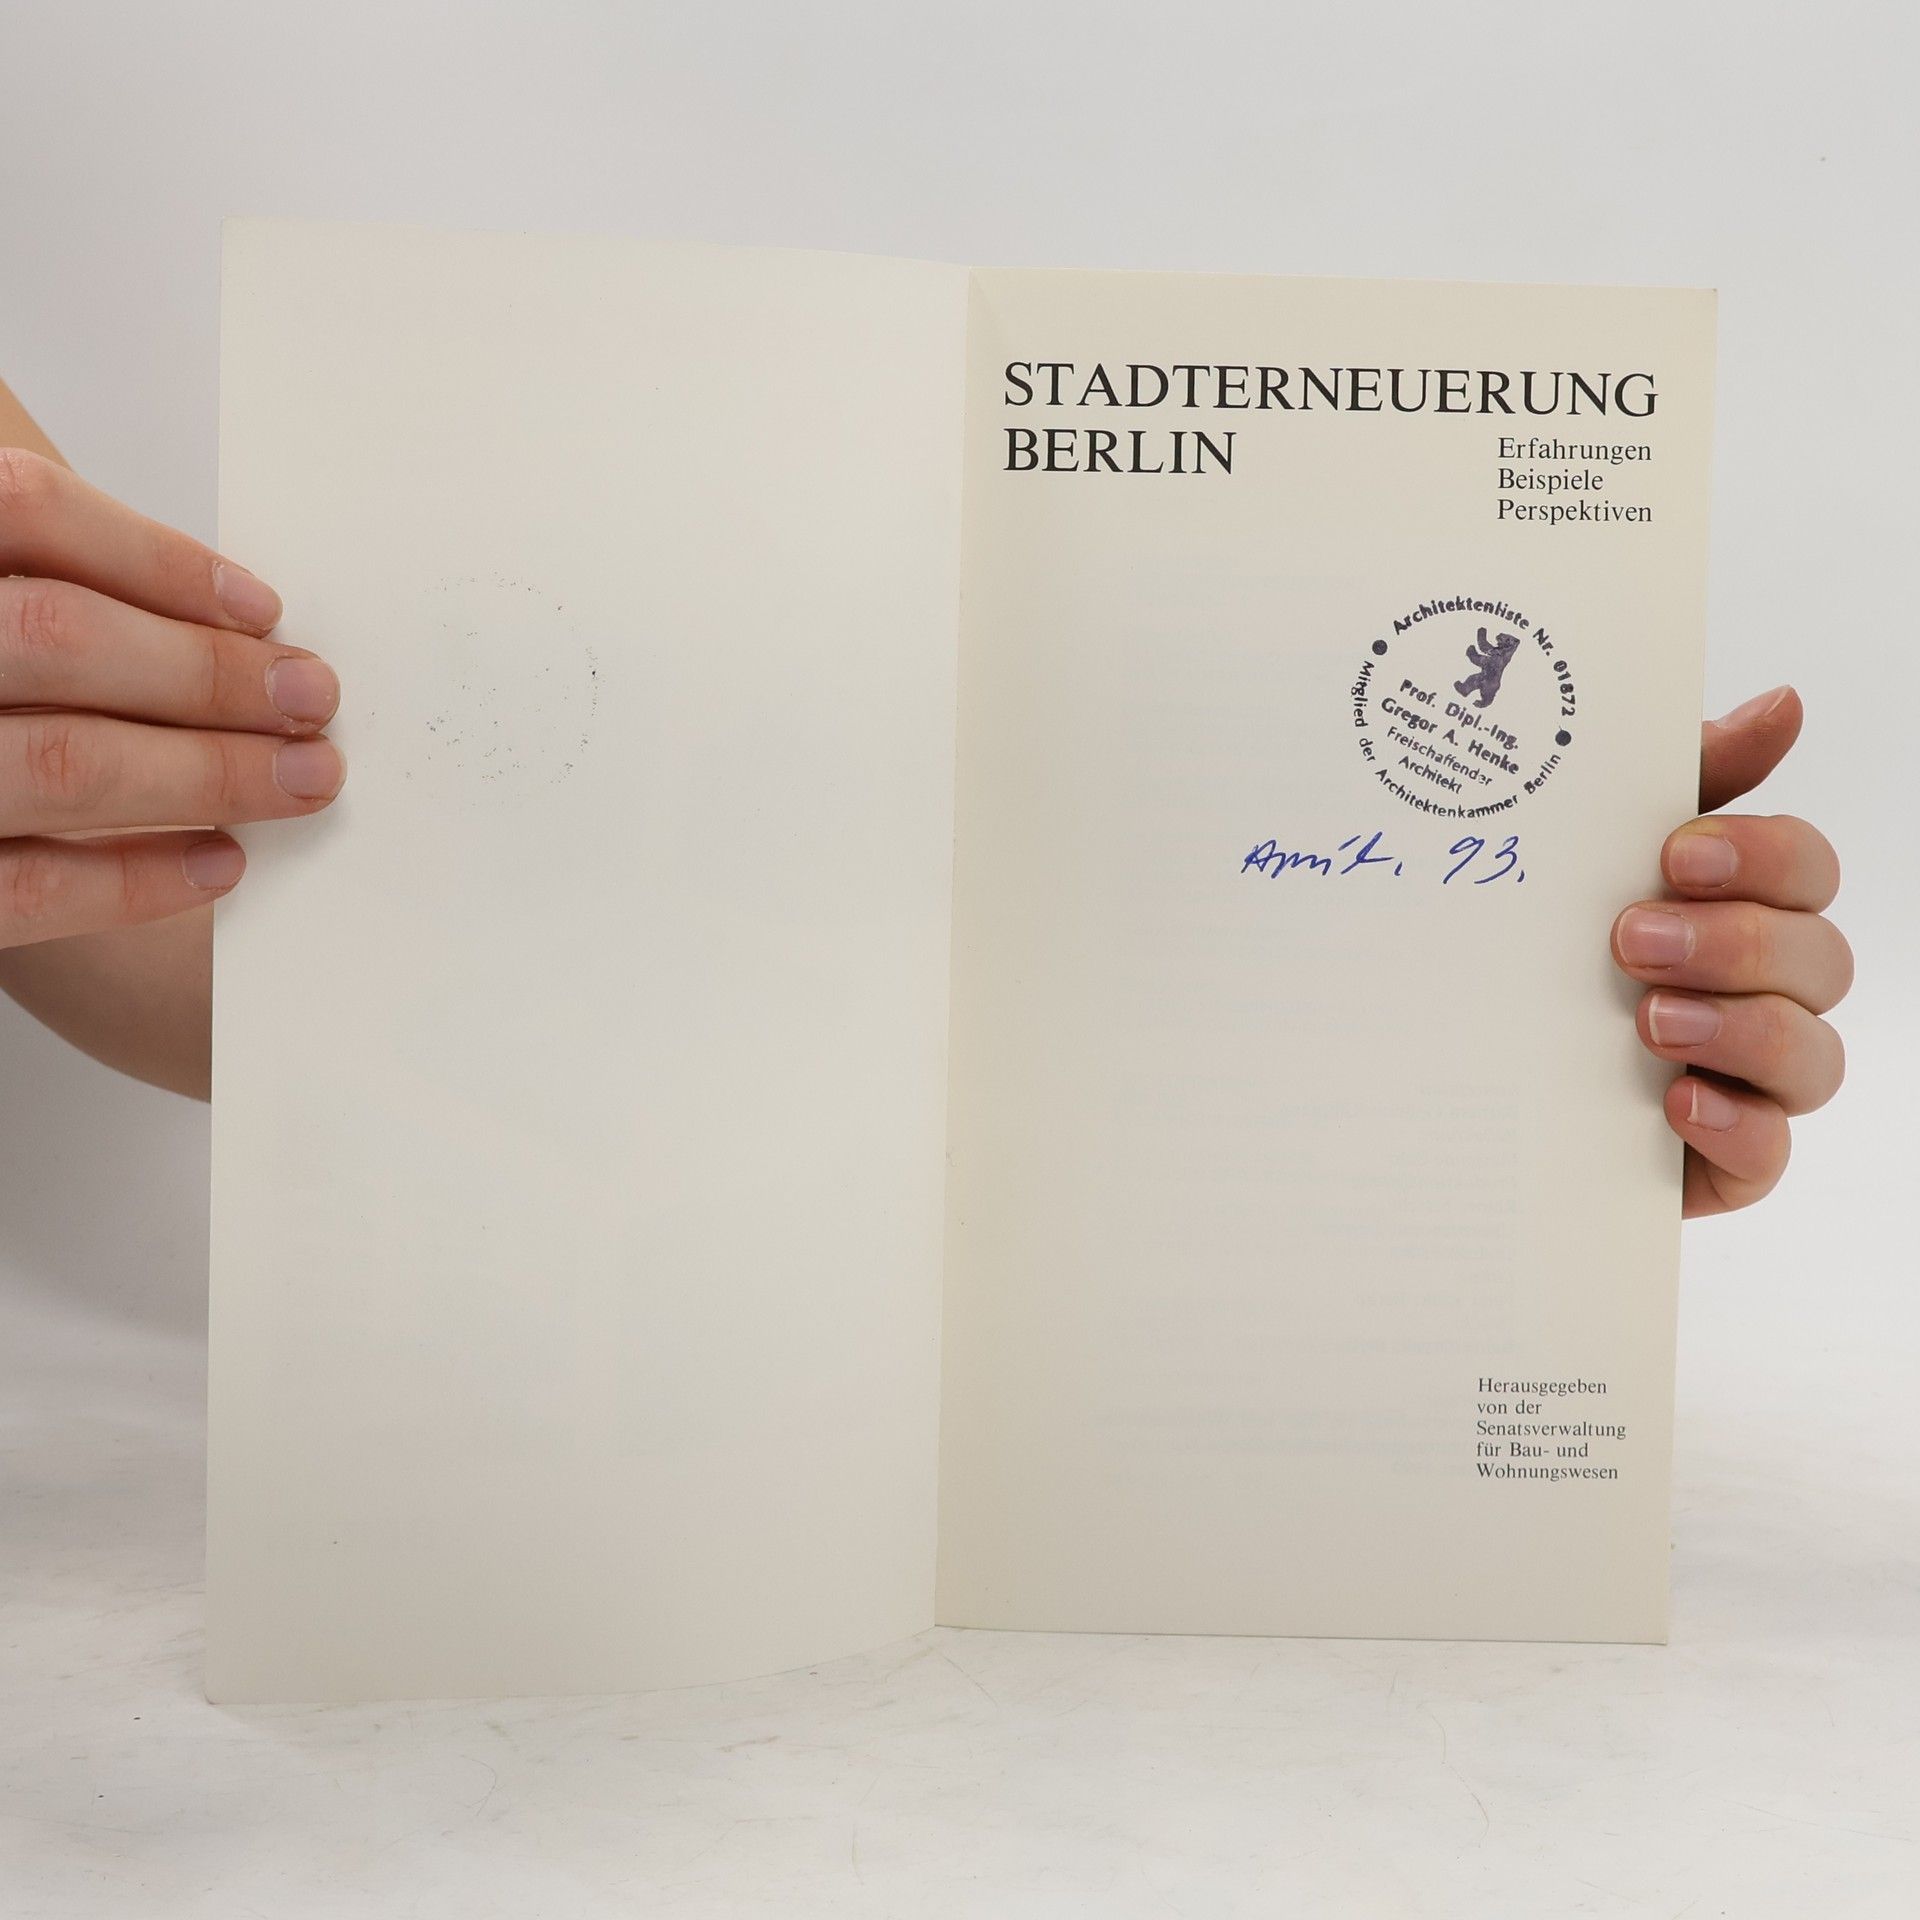 STADTERNEUERUNG
BERLIN
Erfahrungen
Beispiele
Perspektiven
Architektenliste Nr. 01872
Prof. Dipl.-Ing.
Gregor A. Henke
Freischaffender
Architekt
Mitglied der Architektenkammer Berlin
April. 93.
Herausgegeben
von der
Senatsverwaltung
für Bau- und
Wohnungswesen